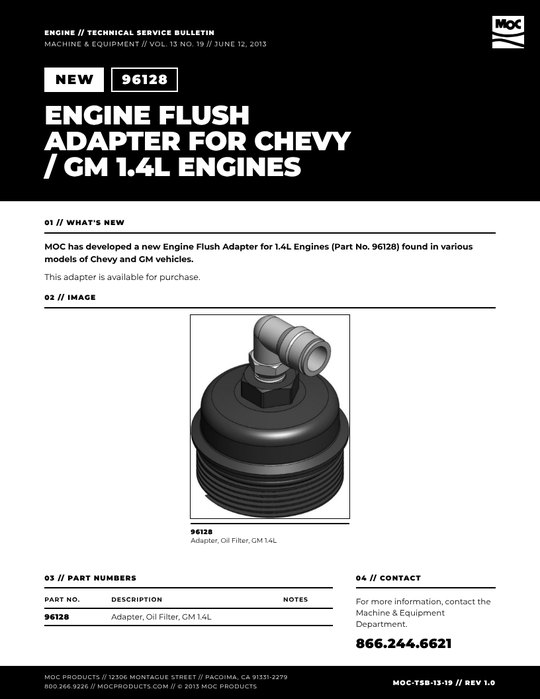 ENGINE // TECHNICAL SERVICE BULLETIN
MACHINE & EQUIPMENT // VOL. 13 NO. 19 // JUNE 12, 2013
MOC
NEW 96128
ENGINE FLUSH
ADAPTER FOR CHEVY
/ GM 1.4L ENGINES
01 // WHAT'S NEW
MOC has developed a new Engine Flush Adapter for 1.4L Engines (Part No. 96128) found in various
models of Chevy and GM vehicles.
This adapter is available for purchase.
02 // IMAGE
96128
Adapter, Oil Filter, GM 1.4L
03 // PART NUMBERS
PART NO. DESCRIPTION NOTES
96128 Adapter, Oil Filter, GM 1.4L
04 // CONTACT
For more information, contact the
Machine & Equipment
Department.
866.244.6621
MOC PRODUCTS // 12306 MONTAGUE STREET // PACOIMA, CA 91331-2279
800.266.9226 // MOCPRODUCTS.COM // © 2013 MOC PRODUCTS
MOC-TSB-13-19 // REV 1.0